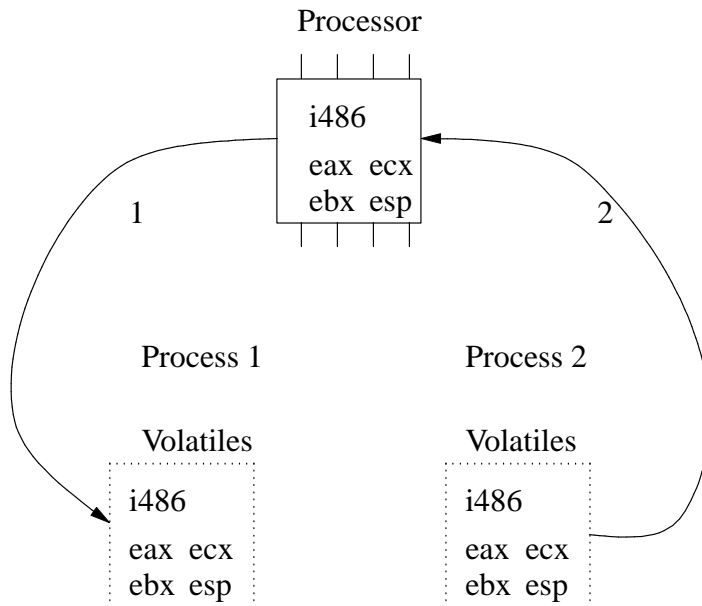 Processor
i486
eax ecx
ebx esp
1
2
Process 1
Process 2
Volatiles
Volatiles
i486
i486
eax ecx
eax ecx
ebx esp
ebx esp